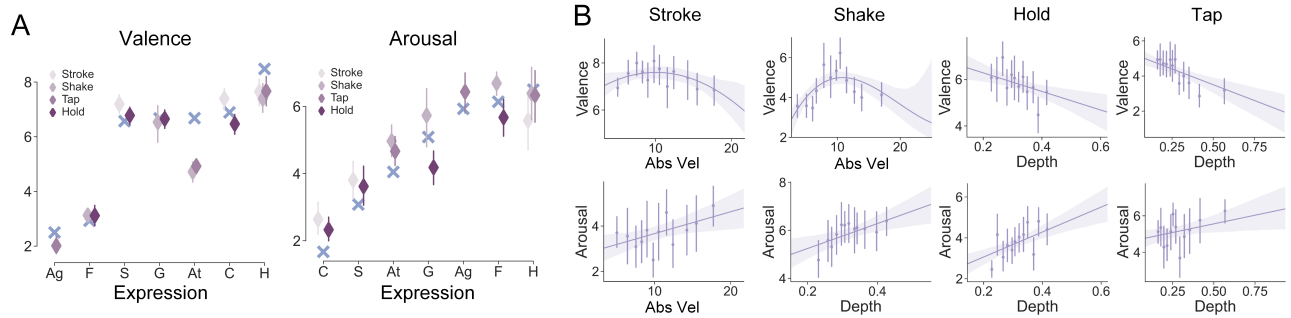 A
Valence
Stroke
Shake
Tap
Hold
8
6
4
2
Ag F S G At C H
Expression
Arousal
Stroke
Shake
Tap
Hold
6
4
2
C S At G Ag F H
Expression
B
Stroke Shake Hold Tap
Valence
8
6
10 20
Abs Vel
Valence
6
4
2
10 20
Abs Vel
Valence
6
4
0.2 0.4 0.6
Depth
Valence
6
4
2
0.25 0.50 0.75
Depth
Arousal
4
2
10 20
Abs Vel
Arousal
8
6
4
0.2 0.4
Depth
Arousal
6
4
2
0.2 0.4 0.6
Depth
Arousal
6
4
0.25 0.50 0.75
Depth